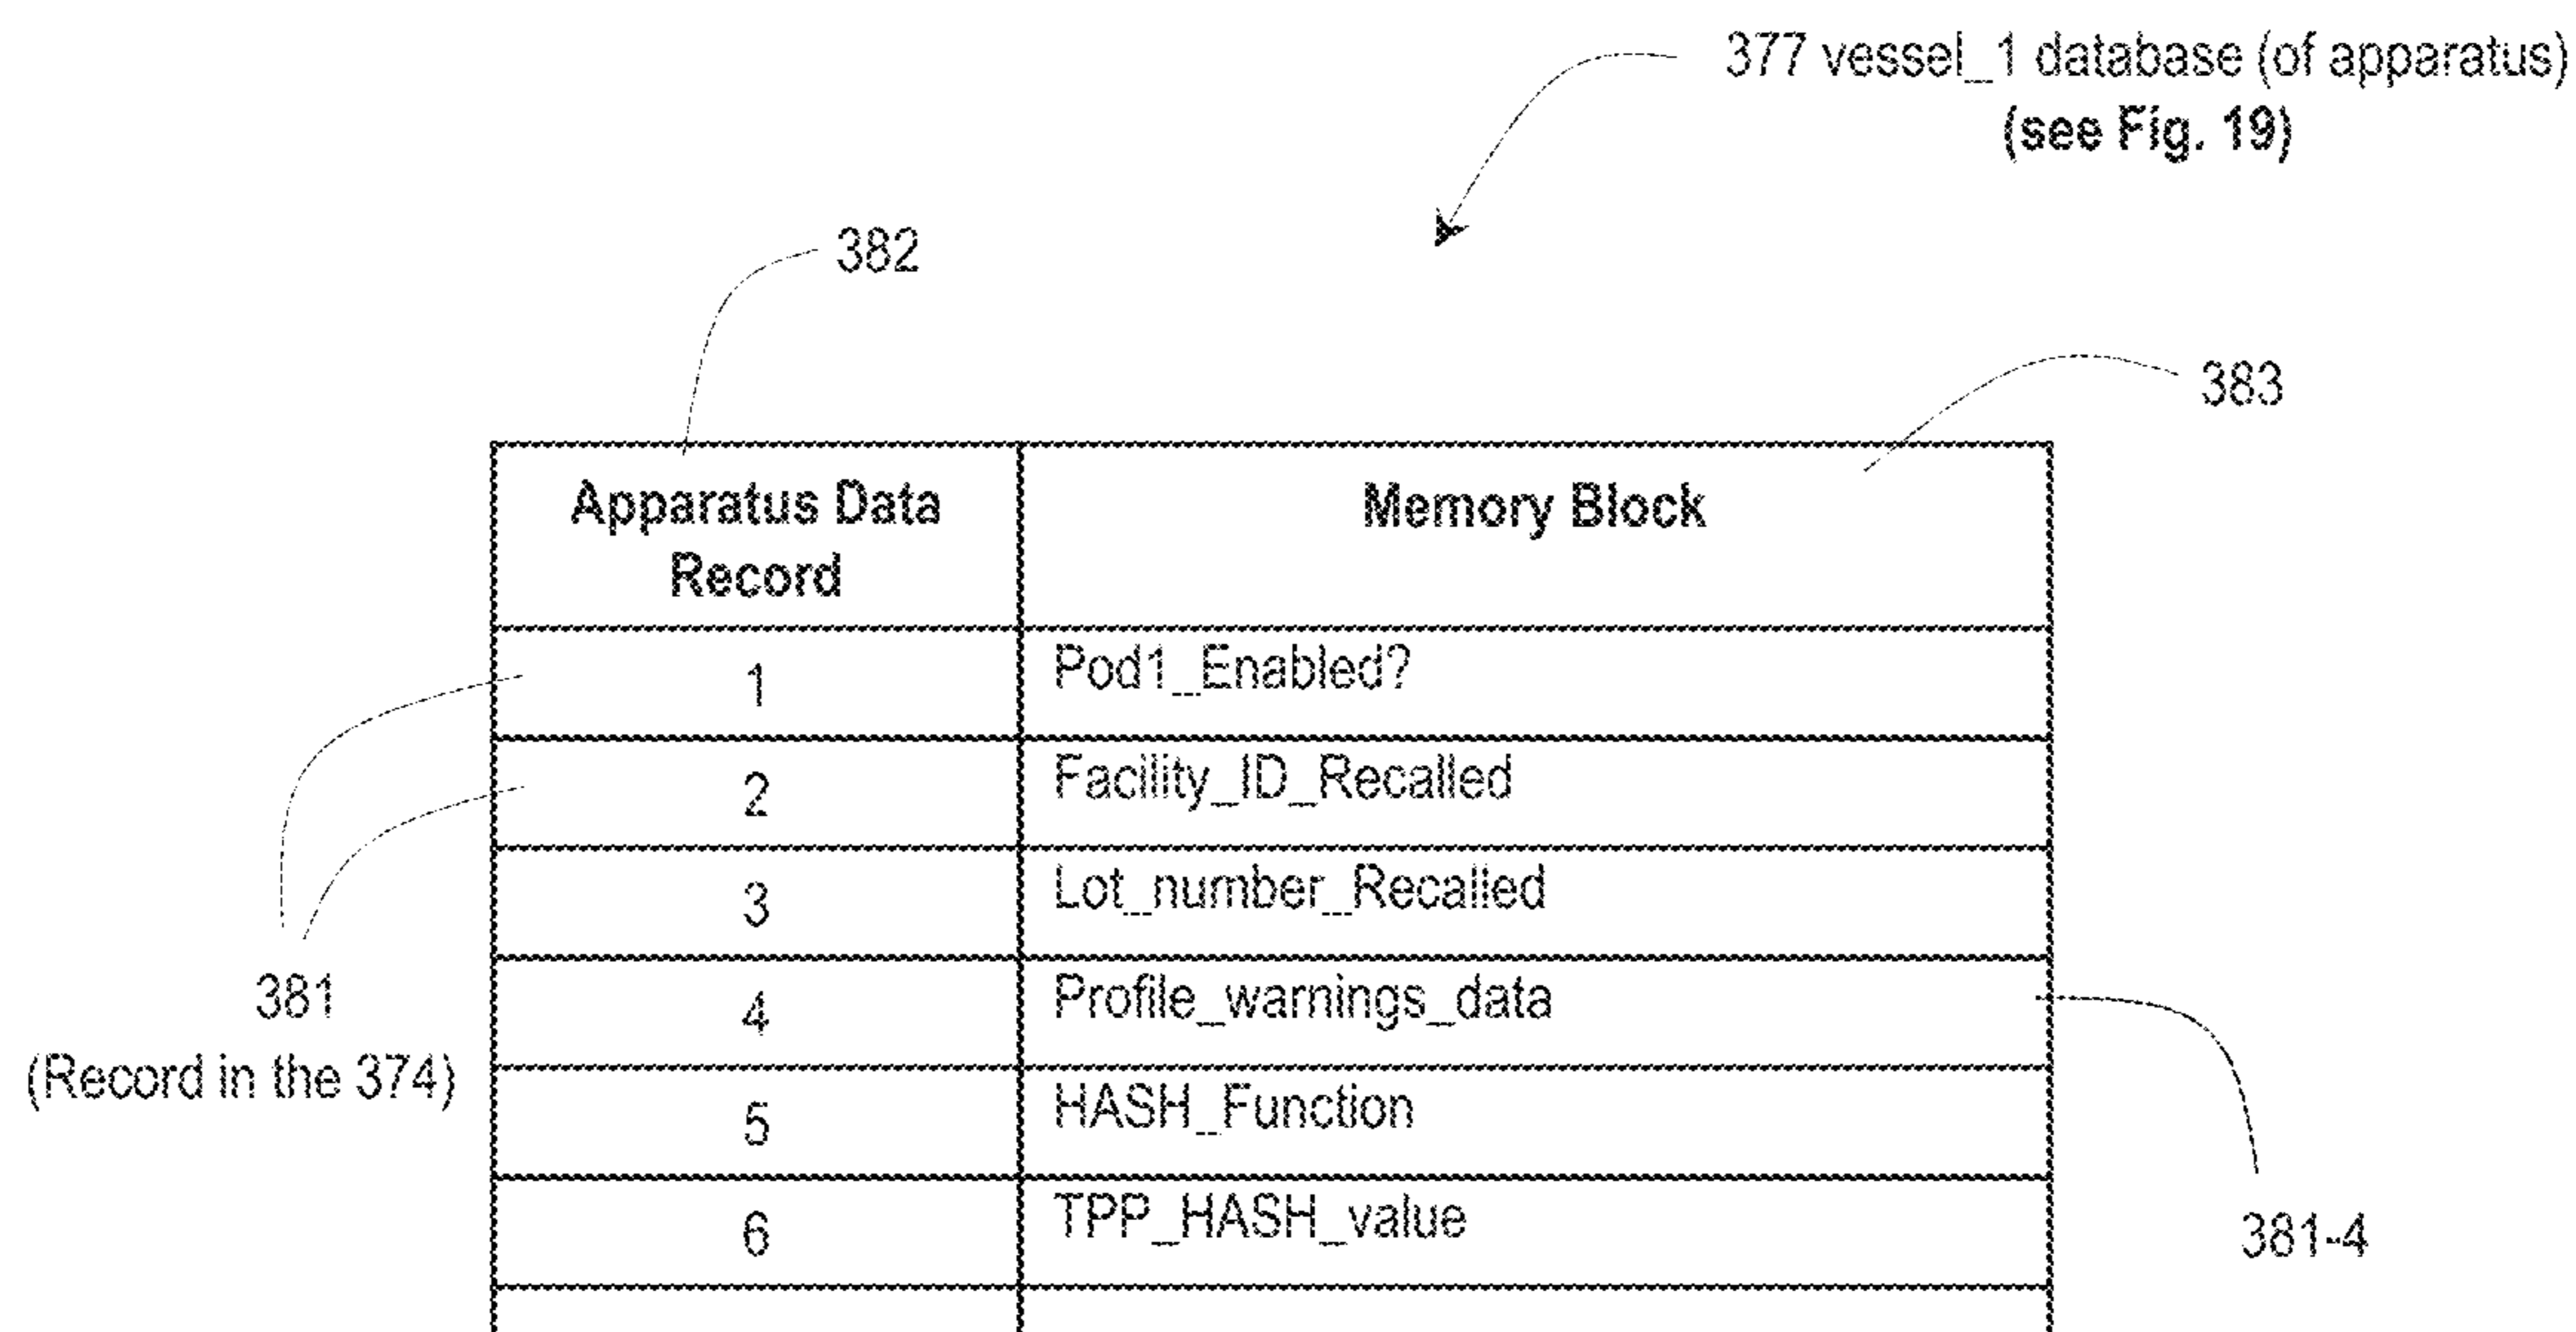 377 vessel_1 database (of apparatus)
(see Fig. 19)
382
383
Apparatus Data
Record
Memory Block
1
Pod1_Enabled?
2
Facility_ID_Recalled
3
Lot_number_Recalled
4
Profile_warnings_data
5
HASH_Function
6
TPP_HASH_value
381
(Record in the 374)
381-4